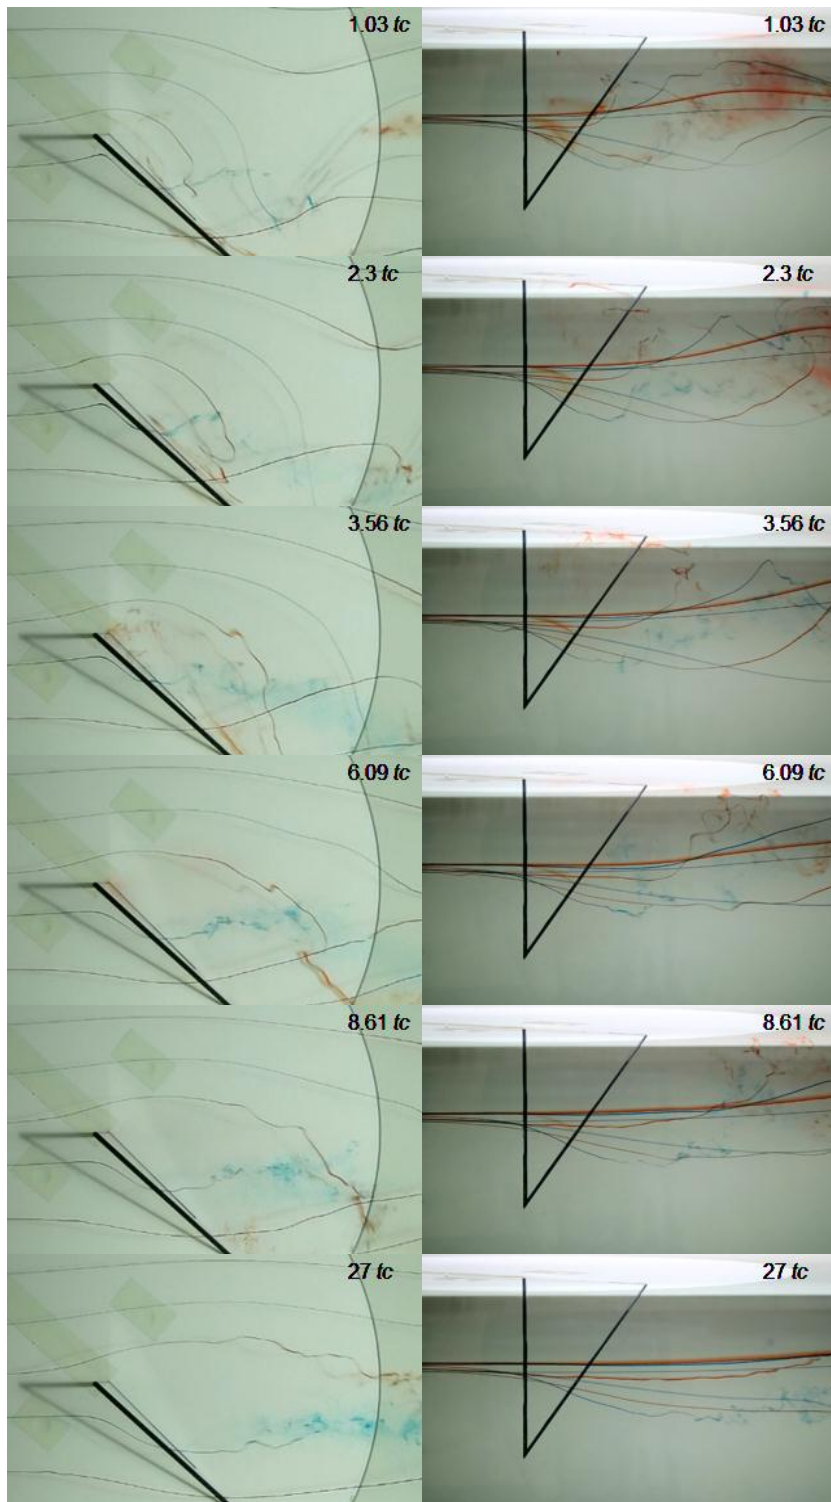 1.03 tc 1.03 tc
2.3 tc 2.3 tc
3.56 tc 3.56 tc
6.09 tc 6.09 tc
8.61 tc 8.61 tc
27 tc 27 tc